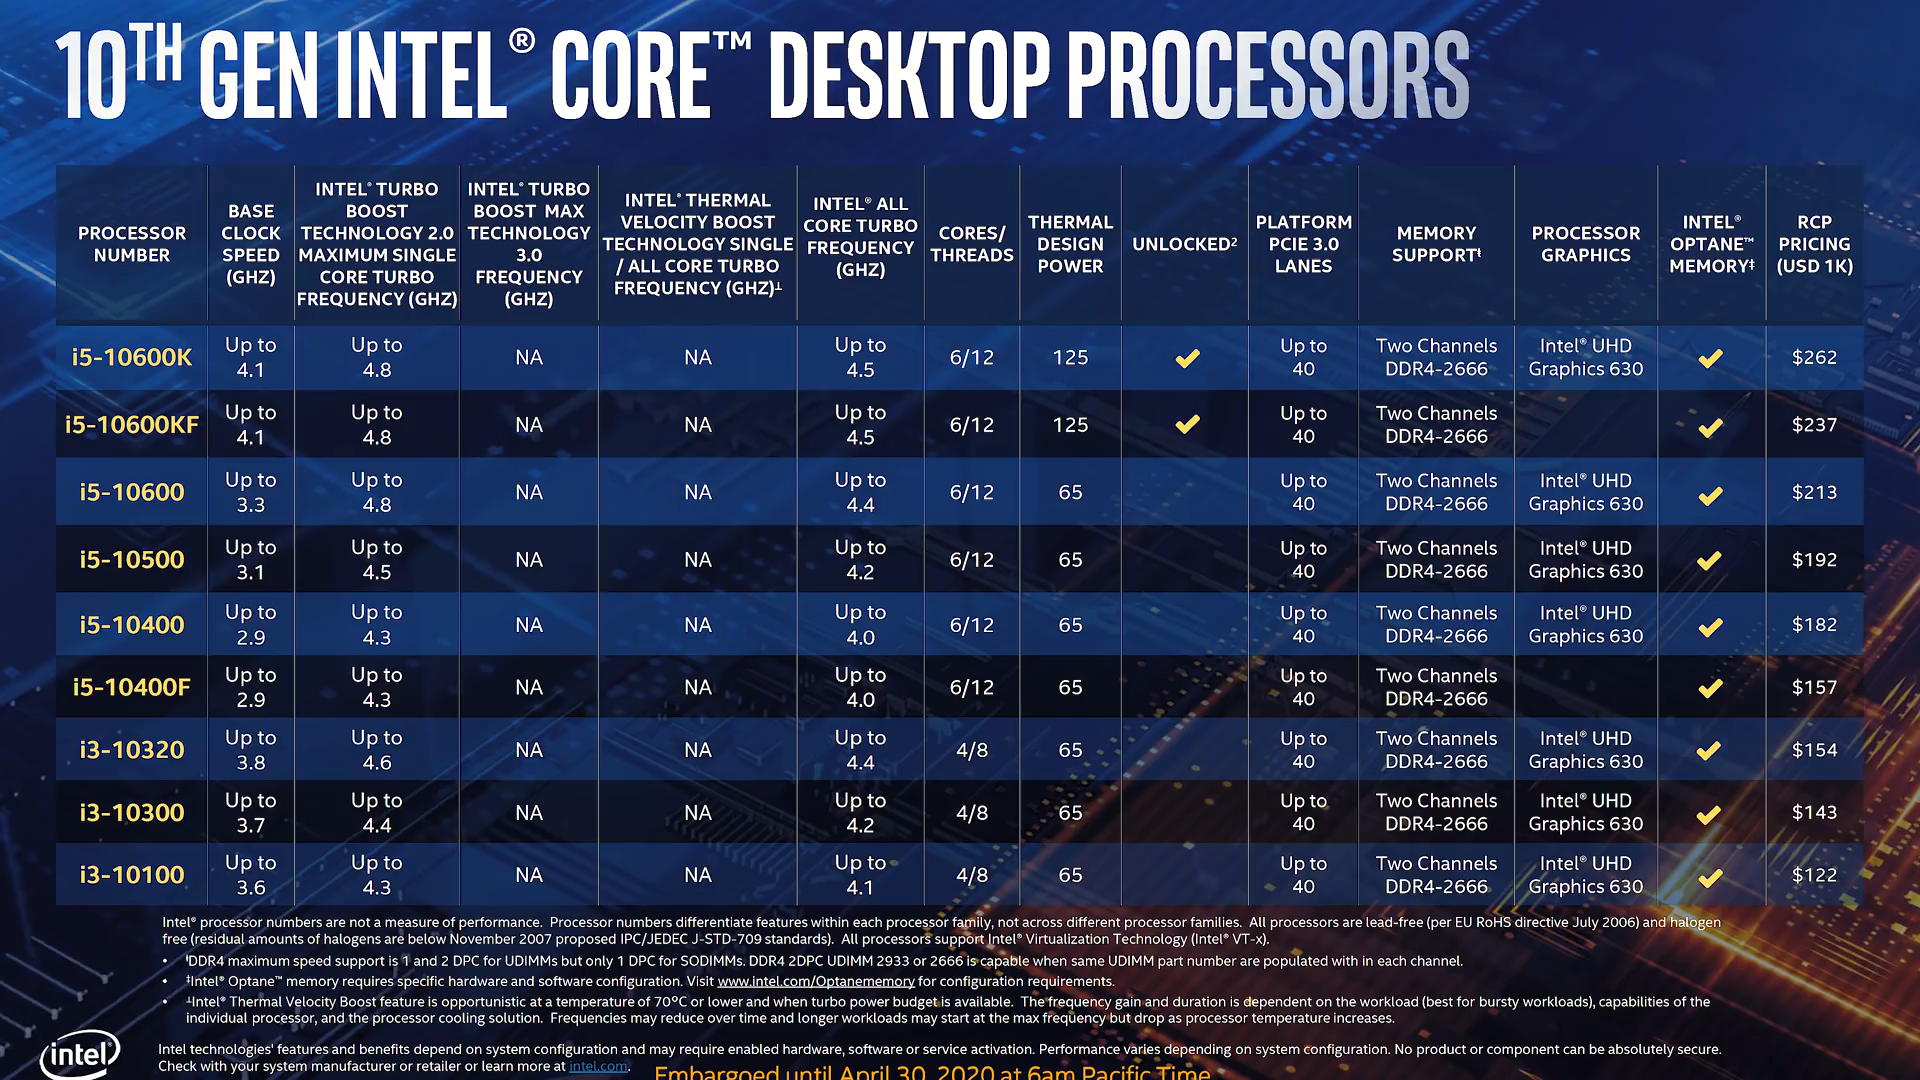 10TH GEN INTEL® CORE™ DESKTOP PROCESSORS
PROCESSOR NUMBER
BASE CLOCK SPEED (GHZ)
INTEL® TURBO BOOST TECHNOLOGY 2.0 MAXIMUM SINGLE CORE TURBO FREQUENCY (GHZ)
INTEL® TURBO BOOST MAX TECHNOLOGY 3.0 FREQUENCY (GHZ)
INTEL® THERMAL VELOCITY BOOST TECHNOLOGY SINGLE / ALL CORE TURBO FREQUENCY (GHZ)⊥
INTEL® ALL CORE TURBO FREQUENCY (GHZ)
CORES/ THREADS
THERMAL DESIGN POWER
UNLOCKED²
PLATFORM PCIE 3.0 LANES
MEMORY SUPPORTᵗ
PROCESSOR GRAPHICS
INTEL® OPTANE™ MEMORY‡
RCP PRICING (USD 1K)
i5-10600K Up to 4.1 Up to 4.8 NA NA Up to 4.5 6/12 125 ✔ Up to 40 Two Channels DDR4-2666 Intel® UHD Graphics 630 ✔ $262
i5-10600KF Up to 4.1 Up to 4.8 NA NA Up to 4.5 6/12 125 ✔ Up to 40 Two Channels DDR4-2666 ✔ $237
i5-10600 Up to 3.3 Up to 4.8 NA NA Up to 4.4 6/12 65 Up to 40 Two Channels DDR4-2666 Intel® UHD Graphics 630 ✔ $213
i5-10500 Up to 3.1 Up to 4.5 NA NA Up to 4.2 6/12 65 Up to 40 Two Channels DDR4-2666 Intel® UHD Graphics 630 ✔ $192
i5-10400 Up to 2.9 Up to 4.3 NA NA Up to 4.0 6/12 65 Up to 40 Two Channels DDR4-2666 Intel® UHD Graphics 630 ✔ $182
i5-10400F Up to 2.9 Up to 4.3 NA NA Up to 4.0 6/12 65 Up to 40 Two Channels DDR4-2666 ✔ $157
i3-10320 Up to 3.8 Up to 4.6 NA NA Up to 4.4 4/8 65 Up to 40 Two Channels DDR4-2666 Intel® UHD Graphics 630 ✔ $154
i3-10300 Up to 3.7 Up to 4.4 NA NA Up to 4.2 4/8 65 Up to 40 Two Channels DDR4-2666 Intel® UHD Graphics 630 ✔ $143
i3-10100 Up to 3.6 Up to 4.3 NA NA Up to 4.1 4/8 65 Up to 40 Two Channels DDR4-2666 Intel® UHD Graphics 630 ✔ $122
Intel® processor numbers are not a measure of performance. Processor numbers differentiate features within each processor family, not across different processor families. All processors are lead-free (per EU RoHS directive July 2006) and halogen
free (residual amounts of halogens are below November 2007 proposed IPC/JEDEC J-STD-709 standards). All processors support Intel® Virtualization Technology (Intel® VT-x).
• ᵗDDR4 maximum speed support is 1 and 2 DPC for UDIMMs but only 1 DPC for SODIMMs. DDR4 2DPC UDIMM 2933 or 2666 is capable when same UDIMM part number are populated with in each channel.
• ‡Intel® Optane™ memory requires specific hardware and software configuration. Visit www.intel.com/Optanememory for configuration requirements.
• ⊥Intel® Thermal Velocity Boost feature is opportunistic at a temperature of 70°C or lower and when turbo power budget is available. The frequency gain and duration is dependent on the workload (best for bursty workloads), capabilities of the
individual processor, and the processor cooling solution. Frequencies may reduce over time and longer workloads may start at the max frequency but drop as processor temperature increases.
Intel technologies' features and benefits depend on system configuration and may require enabled hardware, software or service activation. Performance varies depending on system configuration. No product or component can be absolutely secure.
Check with your system manufacturer or retailer or learn more at intel.com.
intel
Embargoed until April 30, 2020 at 6am Pacific Time